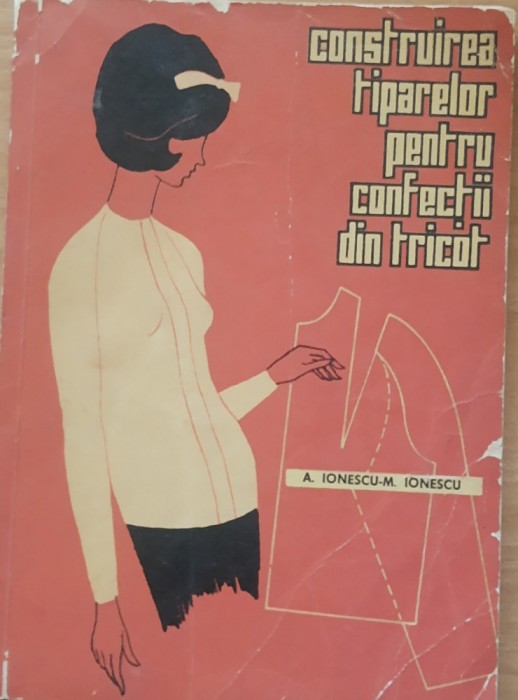 construirea
tiparelor
pentru
confecții
din tricot
A. IONESCU-M. IONESCU